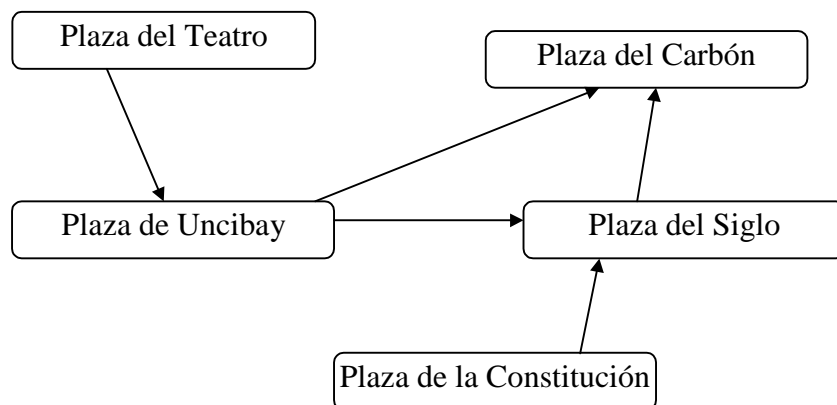 Plaza del Teatro
Plaza del Carbón
Plaza de Uncibay
Plaza del Siglo
Plaza de la Constitución